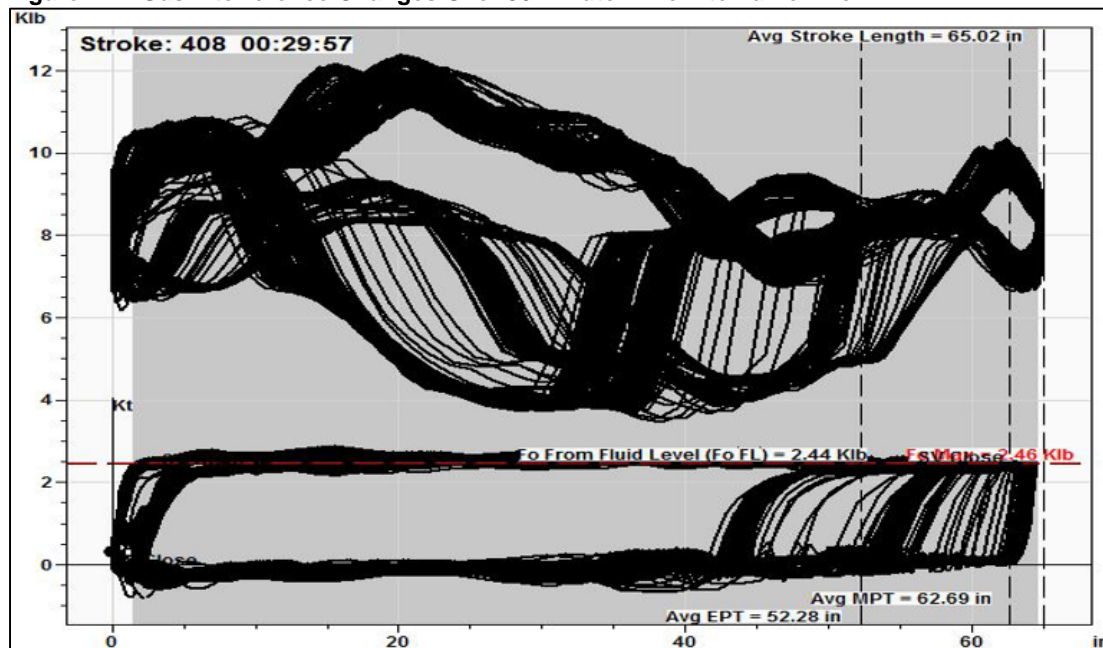 Klb
Stroke: 408 00:29:57
Avg Stroke Length = 65.02 in
12
10
8
6
4
Kt
Fo From Fluid Level (Fo FL) = 2.44 Klb
= 2.46 Klb
2
0
Avg MPT = 62.69 in
Avg EPT = 52.28 in
0
20
40
60
in